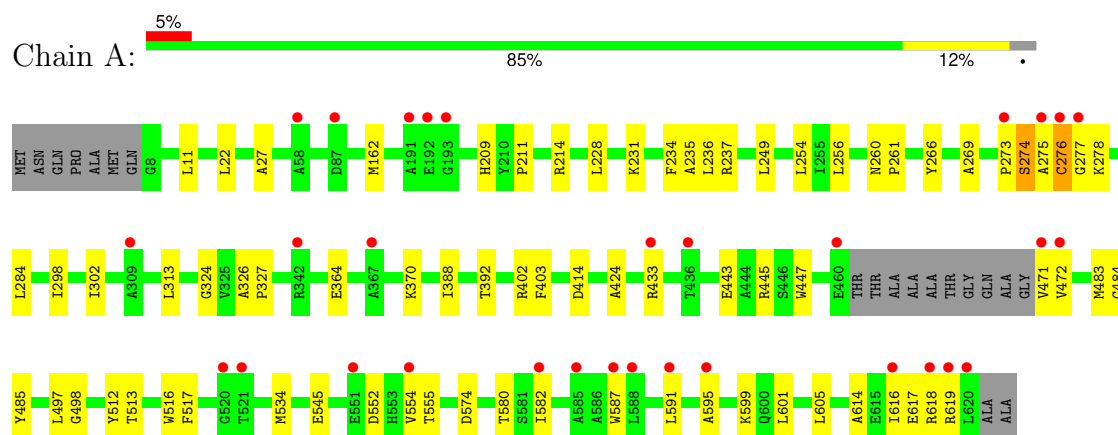 5%
Chain A:
85% 12% •
MET ASN GLN PRO ALA MET GLN G8 L11 L22 A27 A58 D87 M162 A191 E192 G193 H209 Y210 P211 R214 L228 K231 F234 A235 L236 R237 L249 L254 I255 L256 N260 P261 Y266 A269 P273 S274 A275 C276 G277 K278
L284 I298 I302 A309 L313 G324 V325 A326 P327 R342 E364 A367 K370 I388 T392 R402 F403 D414 A424 R433 T436 E443 A444 R445 S446 W447 E460 THR THR ALA ALA ALA THR GLY GLN ALA GLY V471 V472 M483
Y485 L497 G498 Y512 T513 W516 F517 G520 T521 M534 E545 E551 D552 H553 V554 T555 D574 T580 S581 I582 A585 A586 W587 L588 L591 A595 K599 Q600 L601 L605 A614 E615 I616 E617 R618 R619 L620 ALA ALA